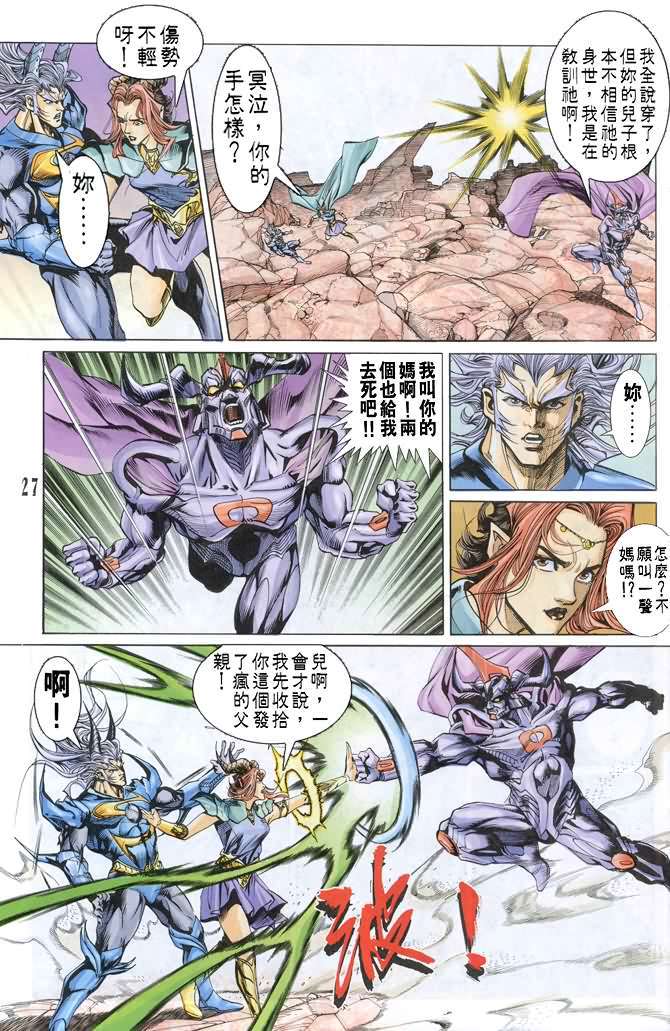 我全說穿了，
但妳的兒子根
本不相信祂的
身世，我是在
敎訓祂啊！
冥泣，你的
手怎樣？
傷勢
不輕
呀！
妳……
妳……
怎麼？不
願叫一聲
媽嗎！？
我叫你的
媽啊！兩
個也給我
去死吧！！
27
兒啊，一
會才說，
我先收拾
你這個發
了瘋的父
親！
啊！
波！